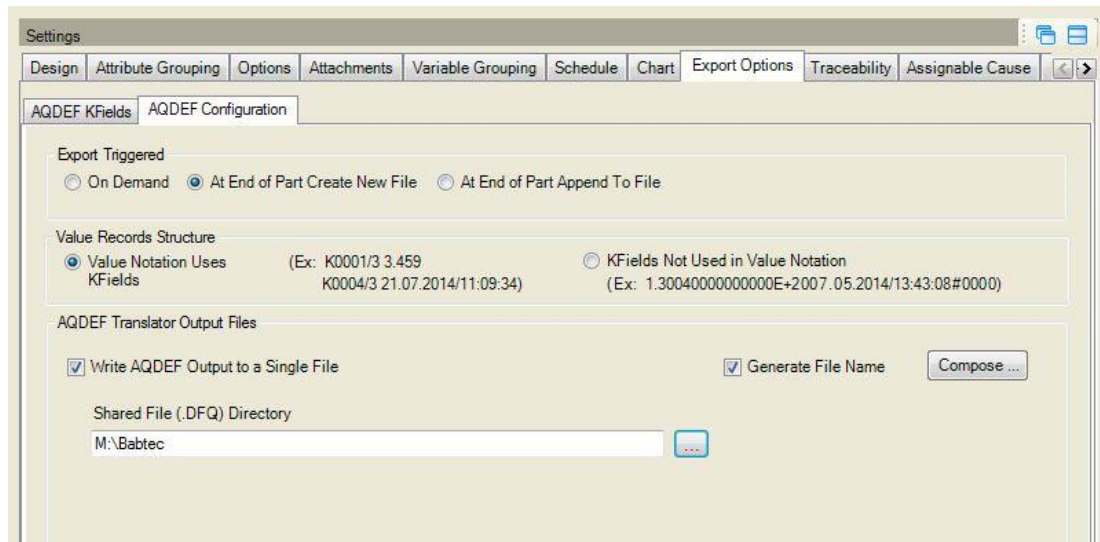 Settings
Design Attribute Grouping Options Attachments Variable Grouping Schedule Chart Export Options Traceability Assignable Cause
AQDEF KFields AQDEF Configuration
Export Triggered
On Demand At End of Part Create New File At End of Part Append To File
Value Records Structure
Value Notation Uses (Ex: K0001/3 3.459 KFields Not Used in Value Notation
KFields K0004/3 21.07.2014/11:09:34) (Ex: 1.30040000000000E+2007.05.2014/13:43:08#0000)
AQDEF Translator Output Files
Write AQDEF Output to a Single File Generate File Name Compose ...
Shared File (.DFQ) Directory
M:\Babtec ...